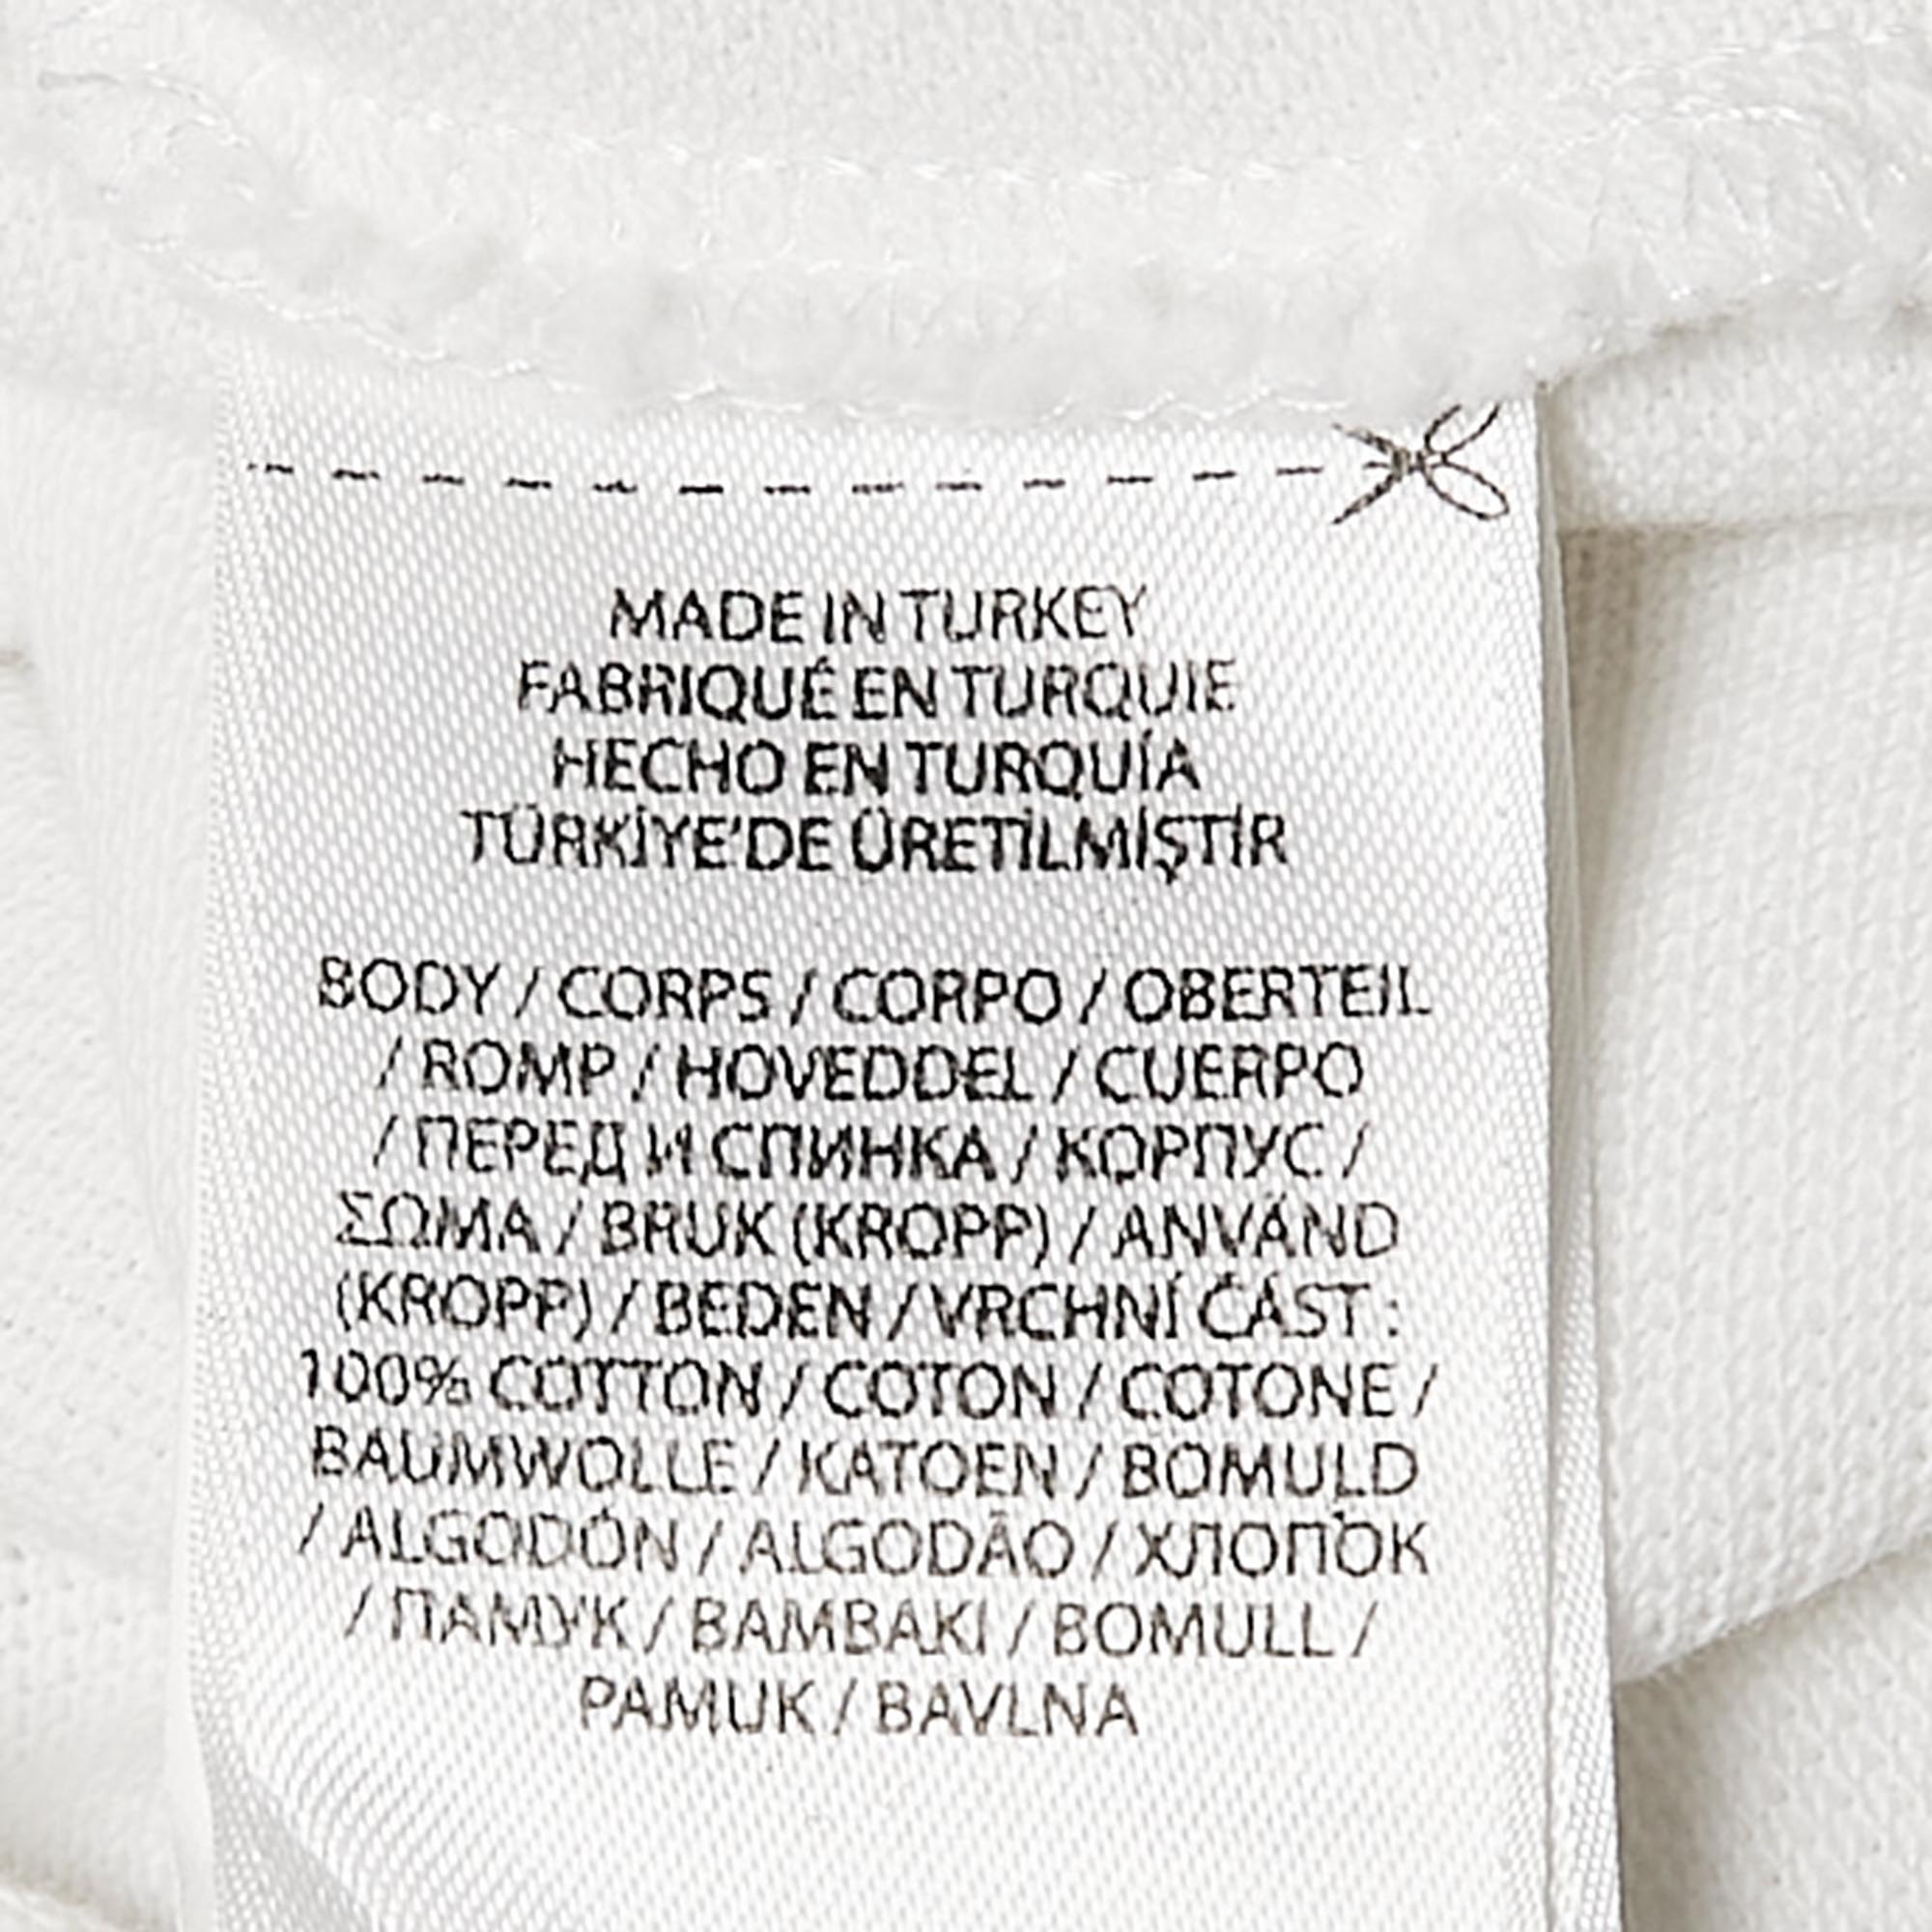 MADE IN TURKEY
FABRIQUÉ EN TURQUIE
HECHO EN TURQUÍA
TÜRKİYE'DE ÜRETİLMİŞTİR
BODY / CORPS / CORPO / OBERTEIL
/ ROMP / HOVEDDEL / CUERPO
/ ПЕРЕД И СПИНКА / КОРПУС /
ΣΩΜΑ / BRUK (KROPP) / ANVÄND
(KROPP) / BEDEN / VRCHNÍ ČÁST :
100% COTTON / COTON / COTONE /
BAUMWOLLE / KATOEN / BOMULD
/ ALGODÓN / ALGODÃO / ХЛОПОК
/ ПАМУК / BAMBAKI / BOMULL /
PAMUK / BAVLNA